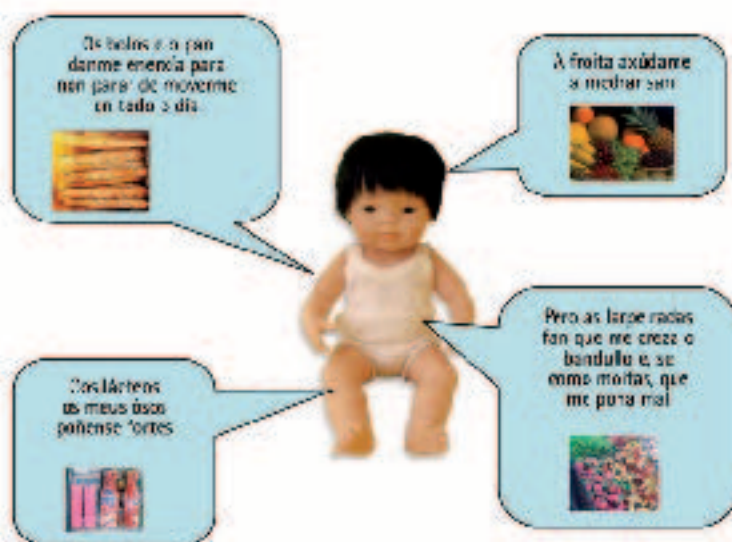 Os bolos e o pan
danme enerxía para
non parar de moverme
en todo o día
A froita axúdame
a medrar san
Pero as larpeiradas
fan que me creza o
bandullo e, se
como moitas, que
me poña mal
Cos lácteos
os meus ósos
póñense fortes